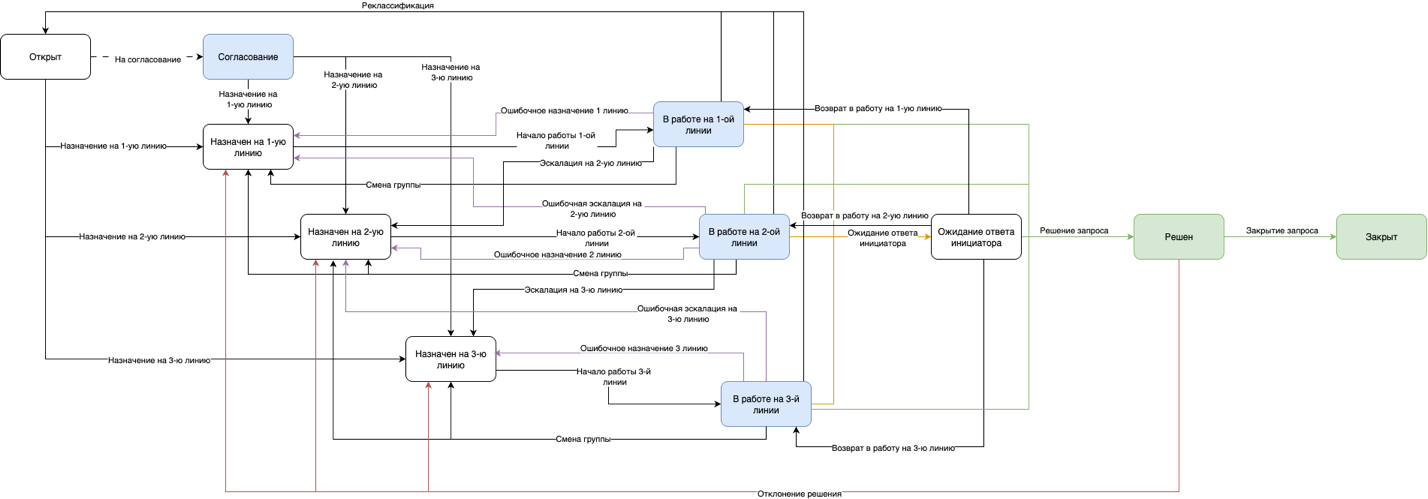 Реклассификация
Открыт
На согласование
Согласование
Назначение на
2-ую линию
Назначение на
3-ю линию
Назначение на
1-ую линию
Ошибочное назначение 1 линию
В работе на 1-ой
линии
Возврат в работу на 1-ую линию
Назначение на 1-ую линию
Назначен на 1-ую
линию
Начало работы 1-ой
линии
Эскалация на 2-ую линию
Смена группы
Ошибочная эскалация на
2-ую линию
Назначение на 2-ую линию
Назначен на 2-ую
линию
Начало работы 2-ой
линии
В работе на 2-ой
линии
Возврат в работу на 2-ую линию
Ожидание ответа
инициатора
Ожидание ответа
инициатора
Решение запроса
Решен
Закрытие запроса
Закрыт
Ошибочное назначение 2 линию
Смена группы
Эскалация на 3-ю линию
Ошибочная эскалация на
3-ю линию
Назначение на 3-ю линию
Назначен на 3-ю
линию
Ошибочное назначение 3 линию
Начало работы 3-й
линии
В работе на 3-й
линии
Смена группы
Возврат в работу на 3-ю линию
Отклонение решения